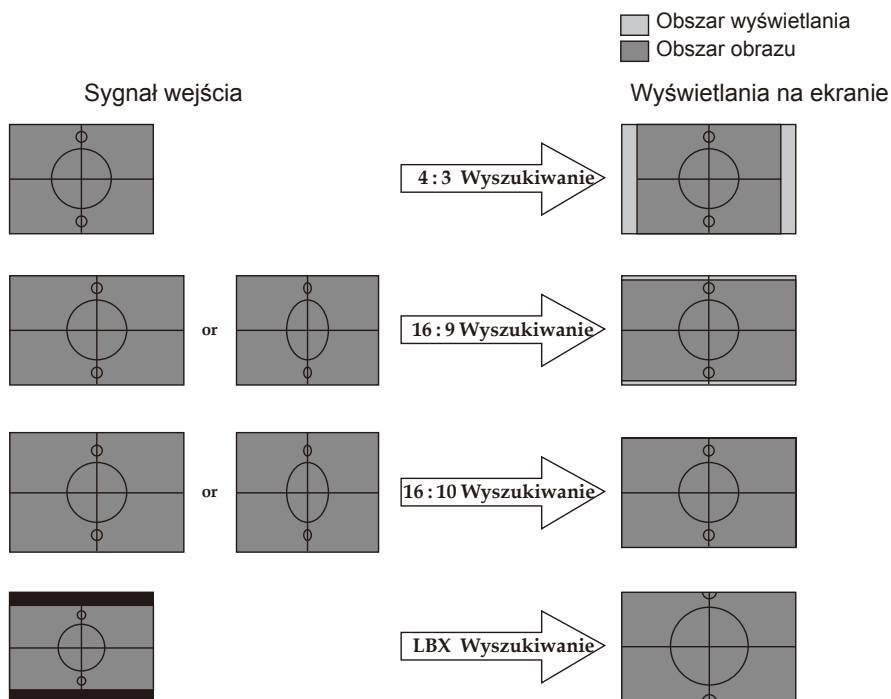 Obszar wyświetlania
Obszar obrazu
Sygnał wejścia
Wyświetlania na ekranie
4 : 3 Wyszukiwanie
or
16 : 9 Wyszukiwanie
or
16 : 10 Wyszukiwanie
LBX Wyszukiwanie